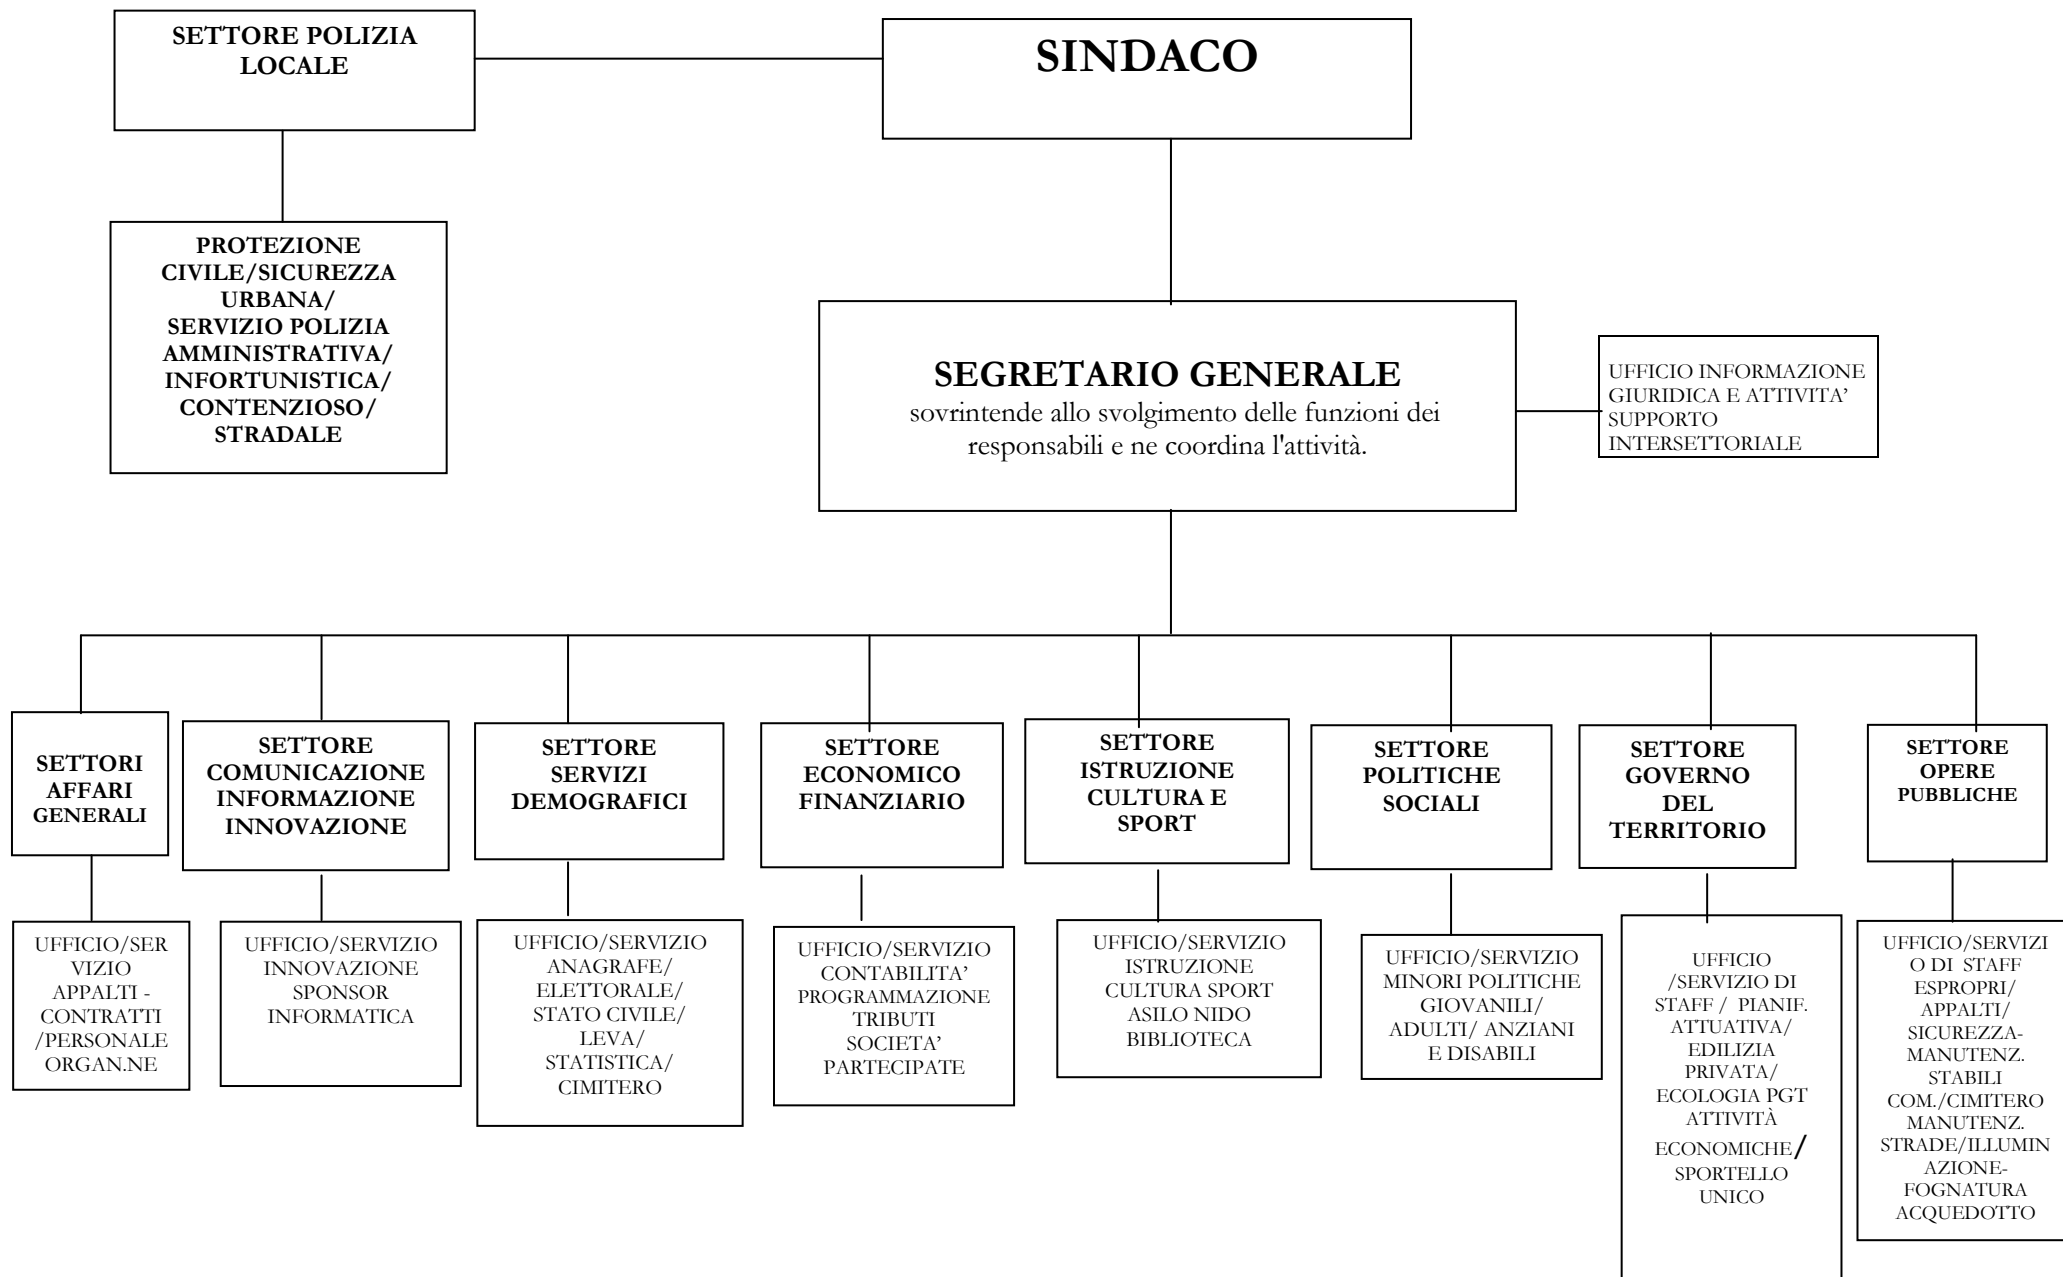 SETTORE POLIZIA
LOCALE
SINDACO
PROTEZIONE
CIVILE/SICUREZZA
URBANA/
SERVIZIO POLIZIA
AMMINISTRATIVA/
INFORTUNISTICA/
CONTENZIOSO/
STRADALE
SEGRETARIO GENERALE
sovrintende allo svolgimento delle funzioni dei
responsabili e ne coordina l'attività.
UFFICIO INFORMAZIONE
GIURIDICA E ATTIVITA’
SUPPORTO
INTERSETTORIALE
SETTORI
AFFARI
GENERALI
SETTORE
COMUNICAZIONE
INFORMAZIONE
INNOVAZIONE
SETTORE
SERVIZI
DEMOGRAFICI
SETTORE
ECONOMICO
FINANZIARIO
SETTORE
ISTRUZIONE
CULTURA E
SPORT
SETTORE
POLITICHE
SOCIALI
SETTORE
GOVERNO
DEL
TERRITORIO
SETTORE
OPERE
PUBBLICHE
UFFICIO/SER
VIZIO
APPALTI -
CONTRATTI
/PERSONALE
ORGAN.NE
UFFICIO/SERVIZIO
INNOVAZIONE
SPONSOR
INFORMATICA
UFFICIO/SERVIZIO
ANAGRAFE/
ELETTORALE/
STATO CIVILE/
LEVA/
STATISTICA/
CIMITERO
UFFICIO/SERVIZIO
CONTABILITA’
PROGRAMMAZIONE
TRIBUTI
SOCIETA’
PARTECIPATE
UFFICIO/SERVIZIO
ISTRUZIONE
CULTURA SPORT
ASILO NIDO
BIBLIOTECA
UFFICIO/SERVIZIO
MINORI POLITICHE
GIOVANILI/
ADULTI/ ANZIANI
E DISABILI
UFFICIO
/SERVIZIO DI
STAFF / PIANIF.
ATTUATIVA/
EDILIZIA
PRIVATA/
ECOLOGIA PGT
ATTIVITÀ
ECONOMICHE/
SPORTELLO
UNICO
UFFICIO/SERVIZI
O DI STAFF
ESPROPRI/
APPALTI/
SICUREZZA-
MANUTENZ.
STABILI
COM./CIMITERO
MANUTENZ.
STRADE/ILLUMIN
AZIONE-
FOGNATURA
ACQUEDOTTO